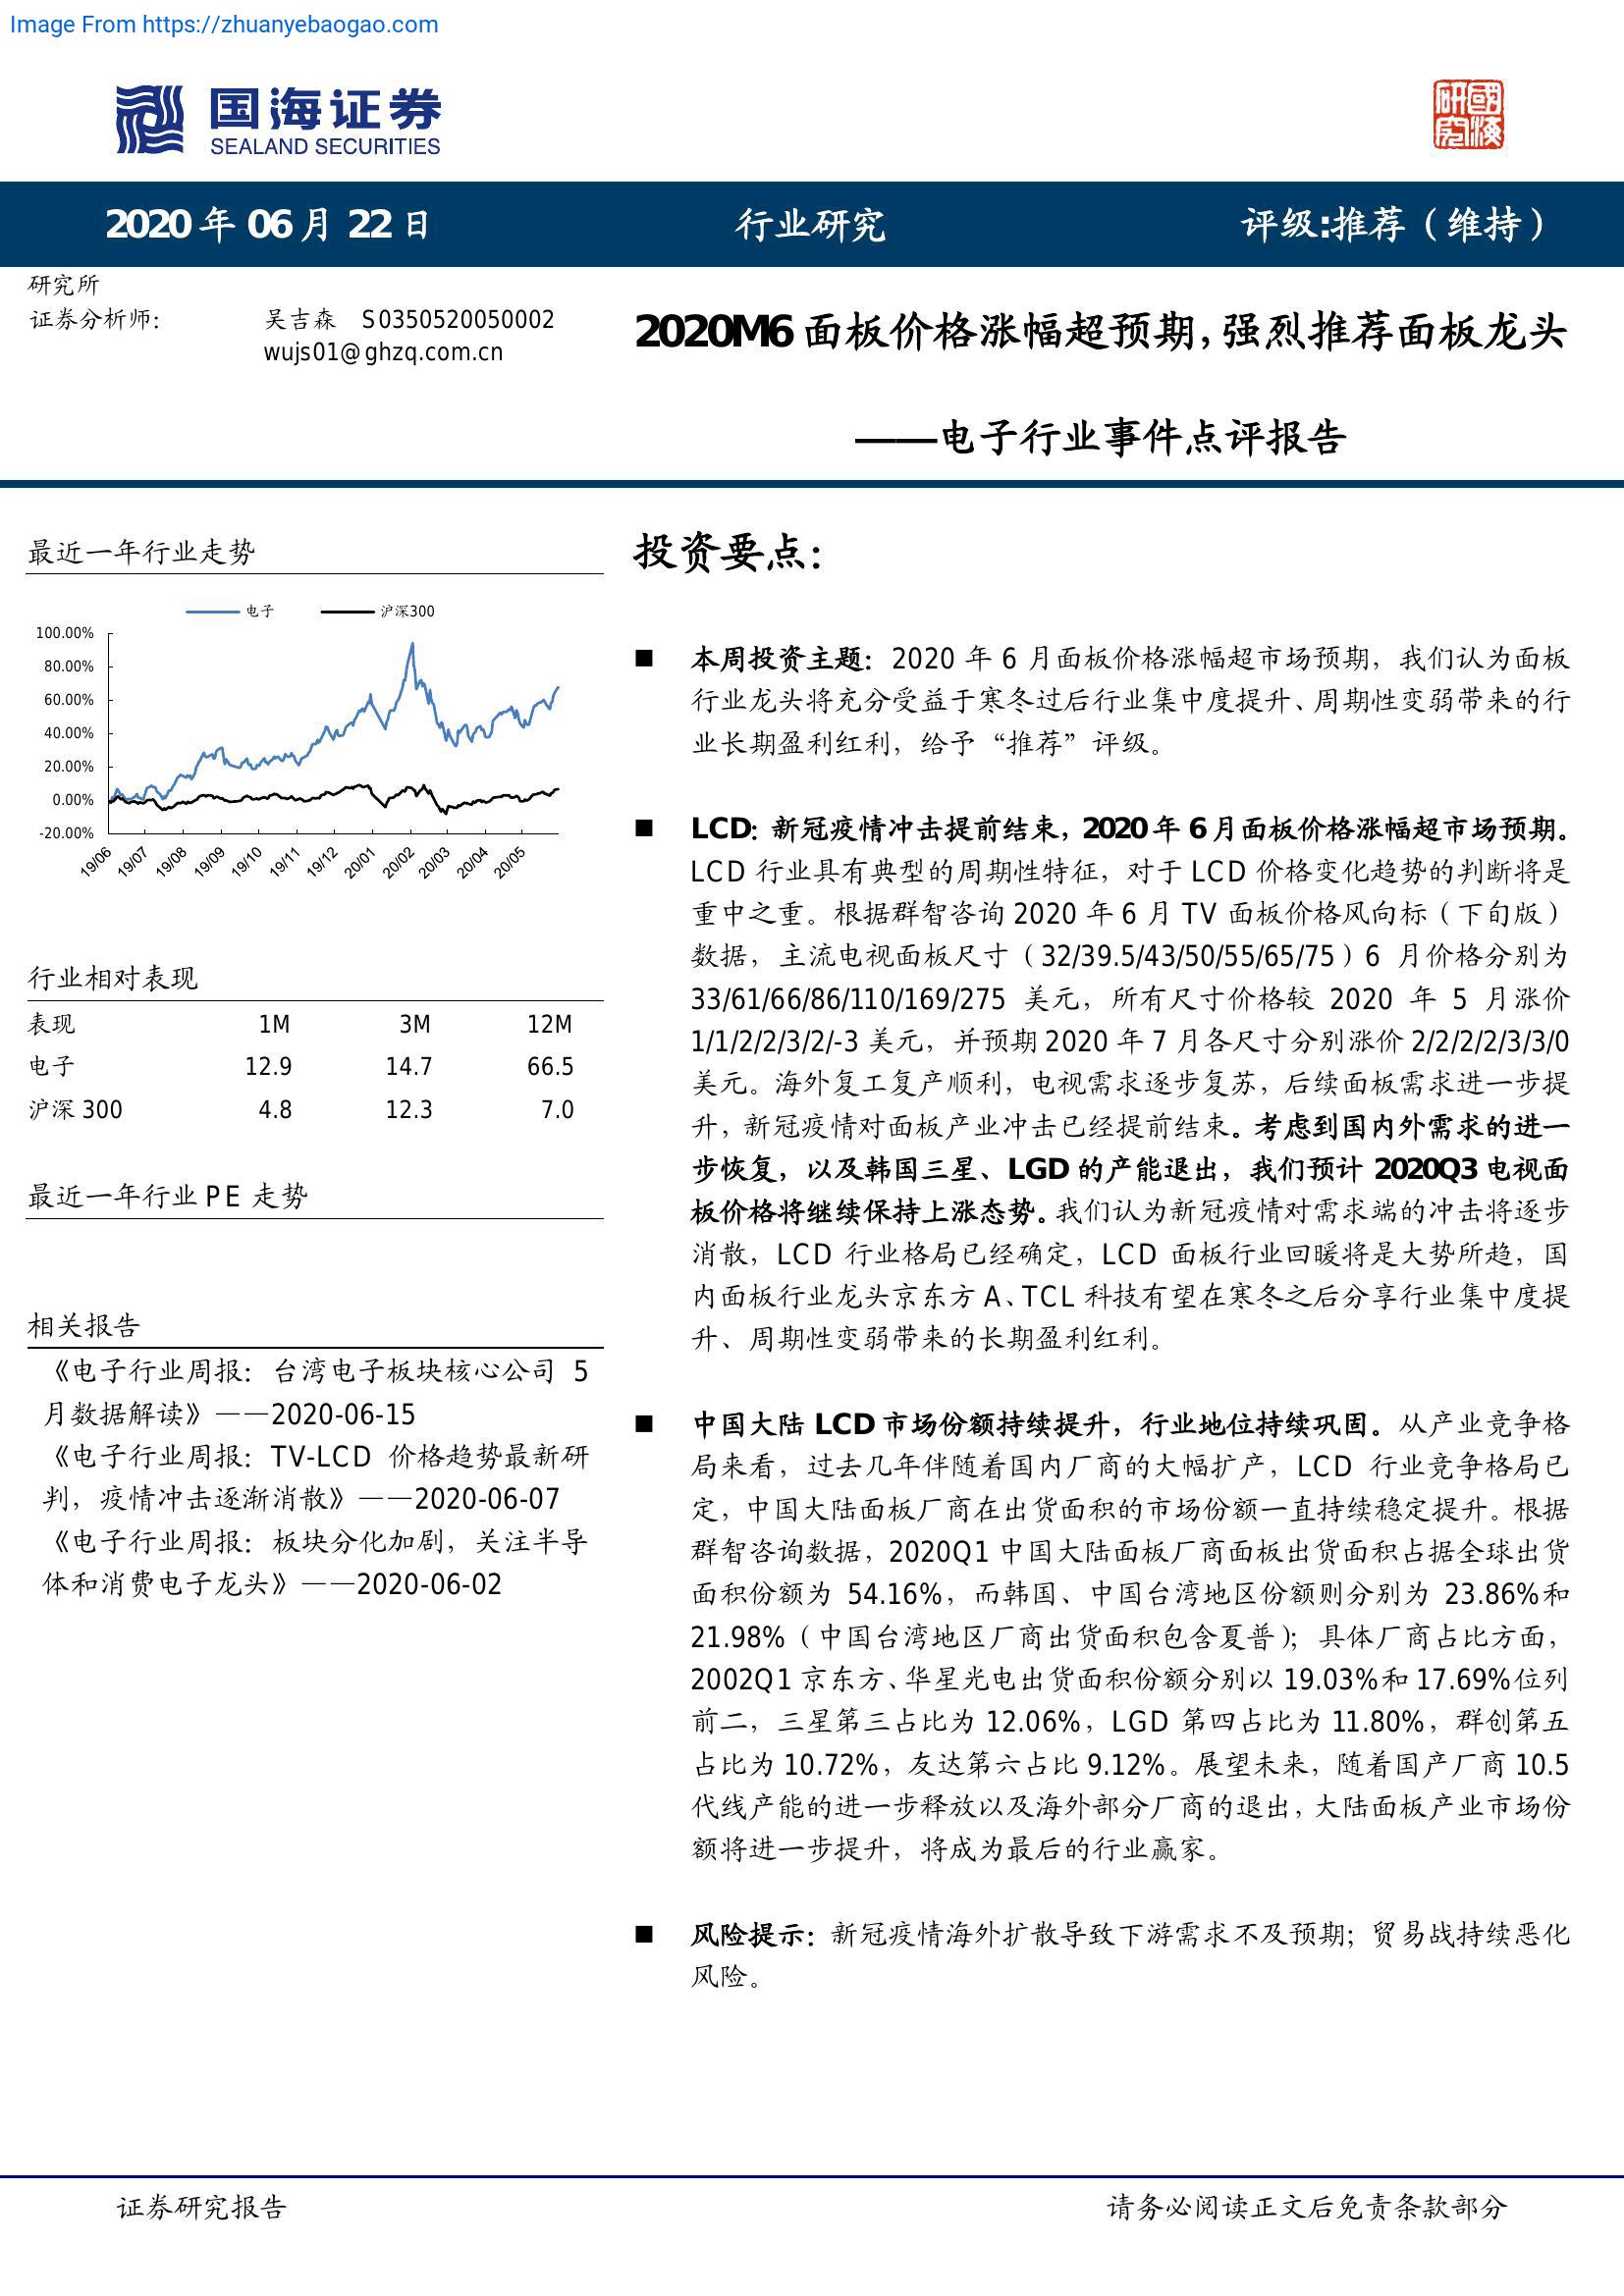 Image From https://zhuanyebaogao.com
国海证券
SEALAND SECURITIES
國海
研究
2020 年 06 月 22 日
行业研究
评级:推荐（维持）
研究所
证券分析师: 吴吉森 S0350520050002
wujs01@ghzq.com.cn
2020M6 面板价格涨幅超预期，强烈推荐面板龙头
——电子行业事件点评报告
最近一年行业走势
电子 沪深300
100.00%
80.00%
60.00%
40.00%
20.00%
0.00%
-20.00%
19/06 19/07 19/08 19/09 19/10 19/11 19/12 20/01 20/02 20/03 20/04 20/05
行业相对表现
表现 1M 3M 12M
电子 12.9 14.7 66.5
沪深 300 4.8 12.3 7.0
最近一年行业 PE 走势
相关报告
《电子行业周报：台湾电子板块核心公司 5
月数据解读》——2020-06-15
《电子行业周报：TV-LCD 价格趋势最新研
判，疫情冲击逐渐消散》——2020-06-07
《电子行业周报：板块分化加剧，关注半导
体和消费电子龙头》——2020-06-02
投资要点：
■ 本周投资主题：2020 年 6 月面板价格涨幅超市场预期，我们认为面板
行业龙头将充分受益于寒冬过后行业集中度提升、周期性变弱带来的行
业长期盈利红利，给予“推荐”评级。
■ LCD：新冠疫情冲击提前结束，2020 年 6 月面板价格涨幅超市场预期。
LCD 行业具有典型的周期性特征，对于 LCD 价格变化趋势的判断将是
重中之重。根据群智咨询 2020 年 6 月 TV 面板价格风向标（下旬版）
数据，主流电视面板尺寸（32/39.5/43/50/55/65/75）6 月价格分别为
33/61/66/86/110/169/275 美元，所有尺寸价格较 2020 年 5 月涨价
1/1/2/2/3/2/-3 美元，并预期 2020 年 7 月各尺寸分别涨价 2/2/2/2/3/3/0
美元。海外复工复产顺利，电视需求逐步复苏，后续面板需求进一步提
升，新冠疫情对面板产业冲击已经提前结束。考虑到国内外需求的进一
步恢复，以及韩国三星、LGD 的产能退出，我们预计 2020Q3 电视面
板价格将继续保持上涨态势。我们认为新冠疫情对需求端的冲击将逐步
消散，LCD 行业格局已经确定，LCD 面板行业回暖将是大势所趋，国
内面板行业龙头京东方 A、TCL 科技有望在寒冬之后分享行业集中度提
升、周期性变弱带来的长期盈利红利。
■ 中国大陆 LCD 市场份额持续提升，行业地位持续巩固。从产业竞争格
局来看，过去几年伴随着国内厂商的大幅扩产，LCD 行业竞争格局已
定，中国大陆面板厂商在出货面积的市场份额一直持续稳定提升。根据
群智咨询数据，2020Q1 中国大陆面板厂商面板出货面积占据全球出货
面积份额为 54.16%，而韩国、中国台湾地区份额则分别为 23.86%和
21.98%（中国台湾地区厂商出货面积包含夏普）；具体厂商占比方面，
2002Q1 京东方、华星光电出货面积份额分别以 19.03%和 17.69%位列
前二，三星第三占比为 12.06%，LGD 第四占比为 11.80%，群创第五
占比为 10.72%，友达第六占比 9.12%。展望未来，随着国产厂商 10.5
代线产能的进一步释放以及海外部分厂商的退出，大陆面板产业市场份
额将进一步提升，将成为最后的行业赢家。
■ 风险提示：新冠疫情海外扩散导致下游需求不及预期；贸易战持续恶化
风险。
证券研究报告
请务必阅读正文后免责条款部分